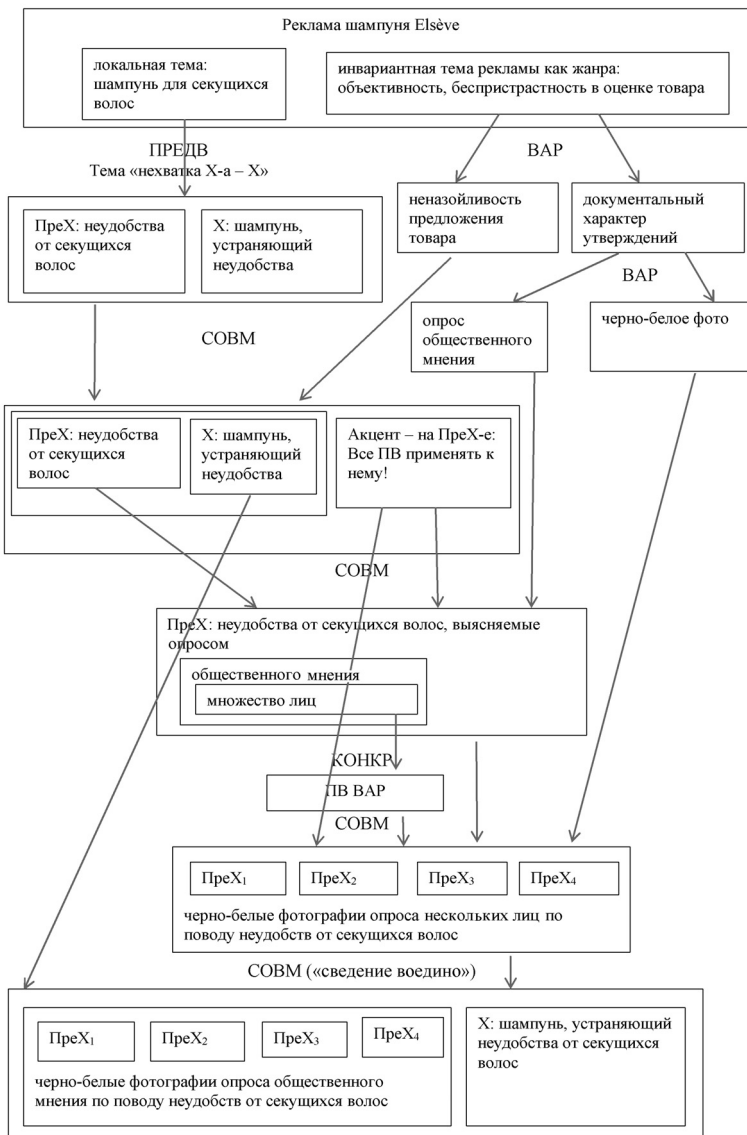 Реклама шампуня Elsève
локальная тема:
шампунь для секущихся
волос
инвариантная тема рекламы как жанра:
объективность, беспристрастность в оценке товара
ПРЕДВ
Тема «нехватка Х-а – Х»
ВАР
ПреХ: неудобства
от секущихся
волос
Х: шампунь,
устраняющий
неудобства
неназойливость
предложения
товара
документальный
характер
утверждений
ВАР
СОВМ
опрос
общественного
мнения
черно-белое фото
ПреХ: неудобства
от секущихся
волос
Х: шампунь,
устраняющий
неудобства
Акцент – на ПреХ-е:
Все ПВ применять к
нему!
СОВМ
ПреХ: неудобства от секущихся волос, выясняемые
опросом
общественного мнения
множество лиц
КОНКР
ПВ ВАР
СОВМ
ПреХ1
ПреХ2
ПреХ3
ПреХ4
черно-белые фотографии опроса нескольких лиц по
поводу неудобств от секущихся волос
СОВМ («сведение воедино»)
ПреХ1
ПреХ2
ПреХ3
ПреХ4
черно-белые фотографии опроса общественного
мнения по поводу неудобств от секущихся волос
Х: шампунь, устраняющий
неудобства от секущихся
волос